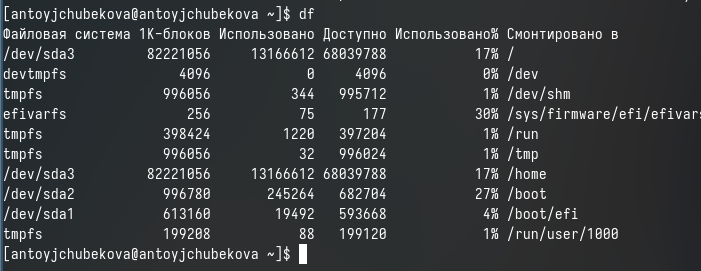 [antoyjchubekova@antoyjchubekova ~]$ df
Файловая система 1K-блоков Использовано Доступно Использовано% Смонтировано в
/dev/sda3 82221056 13166612 68039788 17% /
devtmpfs 4096 0 4096 0% /dev
tmpfs 996056 344 995712 1% /dev/shm
efivarfs 256 75 177 30% /sys/firmware/efi/efivars
tmpfs 398424 1220 397204 1% /run
tmpfs 996056 32 996024 1% /tmp
/dev/sda3 82221056 13166612 68039788 17% /home
/dev/sda2 996780 245264 682704 27% /boot
/dev/sda1 613160 19492 593668 4% /boot/efi
tmpfs 199208 88 199120 1% /run/user/1000
[antoyjchubekova@antoyjchubekova ~]$